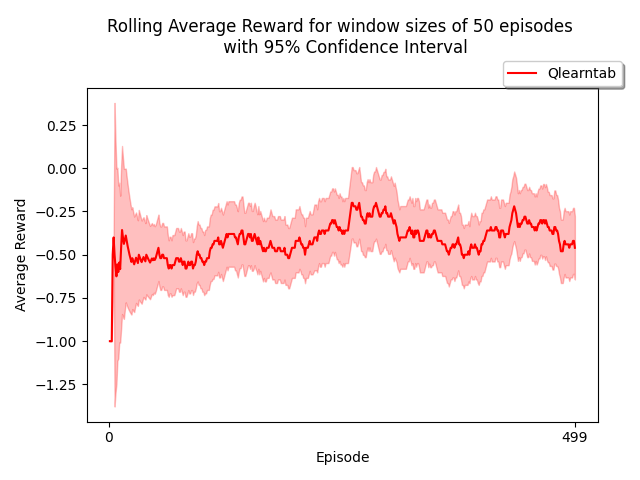 Rolling Average Reward for window sizes of 50 episodes
with 95% Confidence Interval
Qlearntab
0.25
0.00
−0.25
−0.50
−0.75
−1.00
−1.25
Average Reward
0
499
Episode